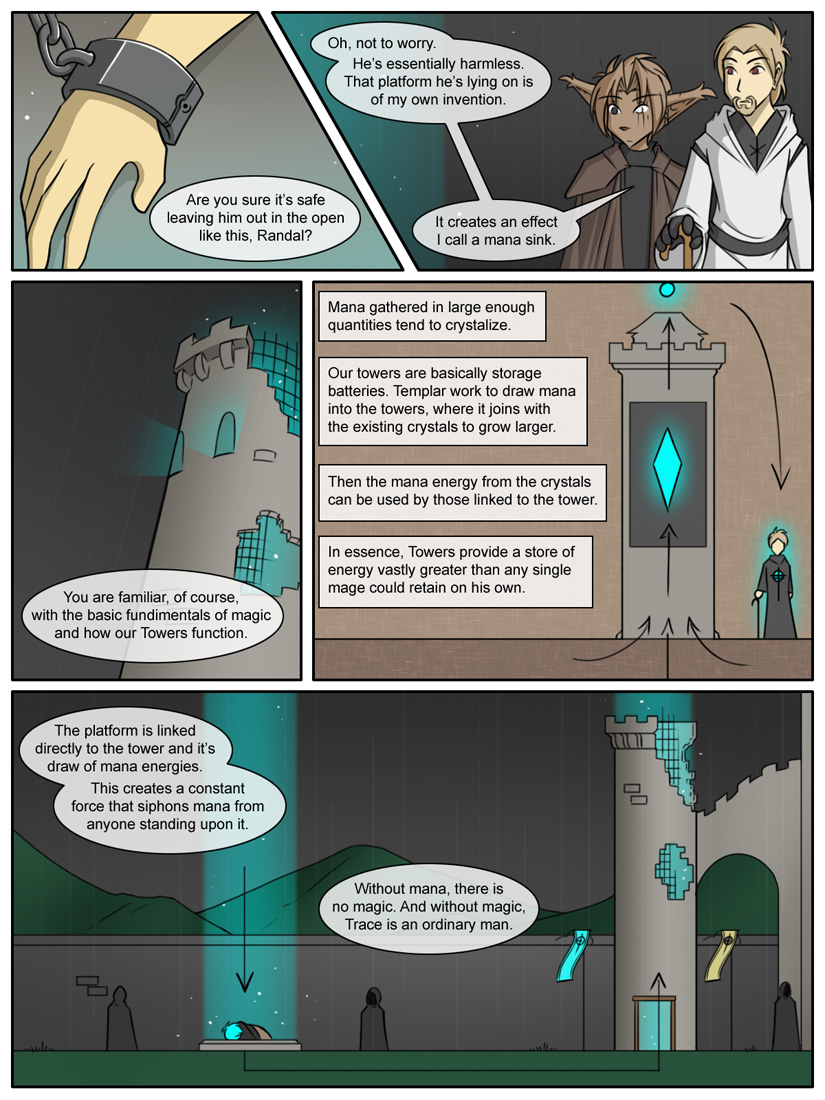 Are you sure it's safe
leaving him out in the open
like this, Randal?
Oh, not to worry.
He's essentially harmless.
That platform he's lying on is
of my own invention.
It creates an effect
I call a mana sink.
You are familiar, of course,
with the basic fundimentals of magic
and how our Towers function.
Mana gathered in large enough
quantities tend to crystalize.
Our towers are basically storage
batteries. Templar work to draw mana
into the towers, where it joins with
the existing crystals to grow larger.
Then the mana energy from the crystals
can be used by those linked to the tower.
In essence, Towers provide a store of
energy vastly greater than any single
mage could retain on his own.
The platform is linked
directly to the tower and it's
draw of mana energies.
This creates a constant
force that siphons mana from
anyone standing upon it.
Without mana, there is
no magic. And without magic,
Trace is an ordinary man.